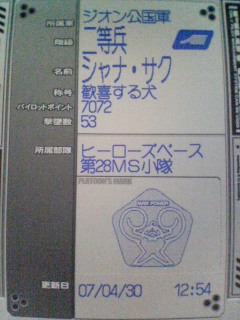 所属軍 ジオン公国軍
階級 二等兵
名前 シャナ・サク
称号 歓喜する犬
パイロットポイント 7072
撃墜数 53
所属部隊 ヒーローズベース
第28MS小隊
PLATOON'S MARK
MAN POWER
更新日 07/04/30 12:54